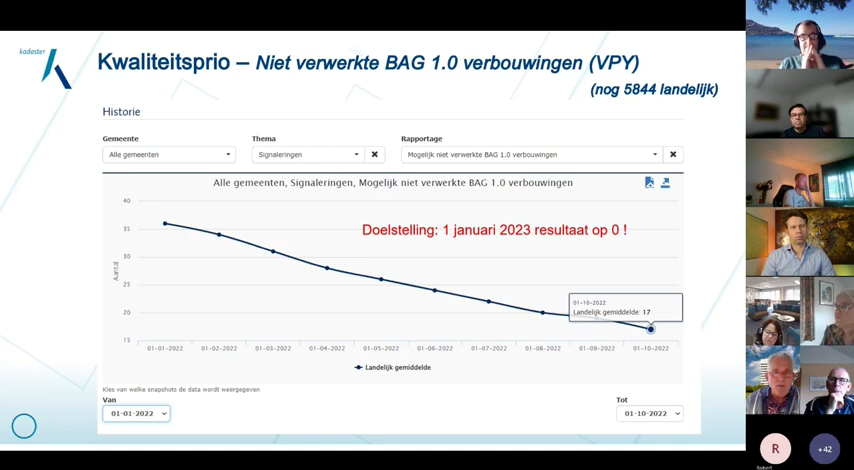 kadaster
Kwaliteitsprio – Niet verwerkte BAG 1.0 verbouwingen (VPY)
(nog 5844 landelijk)
Historie
Gemeente
Thema
Rapportage
Alle gemeenten
Signaleringen
Mogelijk niet verwerkte BAG 1.0 verbouwingen
Alle gemeenten, Signaleringen, Mogelijk niet verwerkte BAG 1.0 verbouwingen
Doelstelling: 1 januari 2023 resultaat op 0 !
Aantal
40
35
30
25
20
15
01-10-2022
Landelijk gemiddelde: 17
01-01-2022 01-02-2022 01-03-2022 01-04-2022 01-05-2022 01-06-2022 01-07-2022 01-08-2022 01-09-2022 01-10-2022
Landelijk gemiddelde
Kies van welke snapshots de data wordt weergegeven
Van
Tot
01-01-2022
01-10-2022
R
+42
Robert